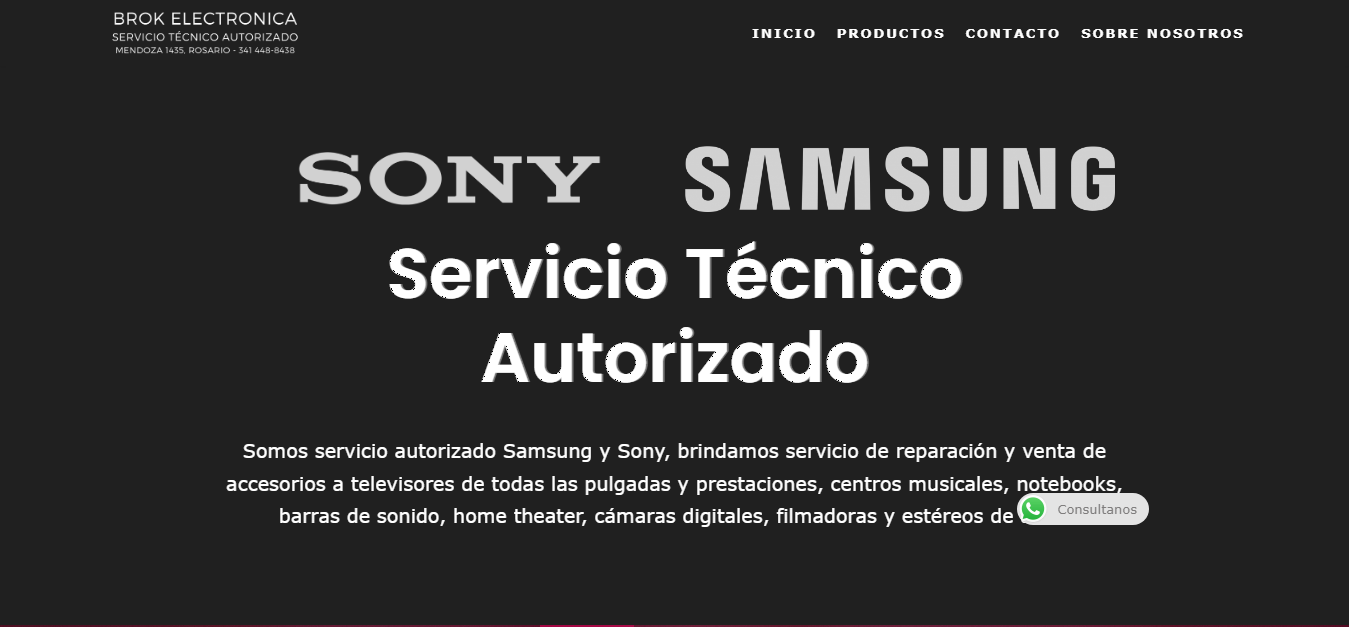 BROK ELECTRONICA
SERVICIO TÉCNICO AUTORIZADO
MENDOZA 1435, ROSARIO - 341 448-8438
INICIO PRODUCTOS CONTACTO SOBRE NOSOTROS
SONY SAMSUNG
Servicio Técnico
Autorizado
Somos servicio autorizado Samsung y Sony, brindamos servicio de reparación y venta de
accesorios a televisores de todas las pulgadas y prestaciones, centros musicales, notebooks,
barras de sonido, home theater, cámaras digitales, filmadoras y estéreos de
Consultanos